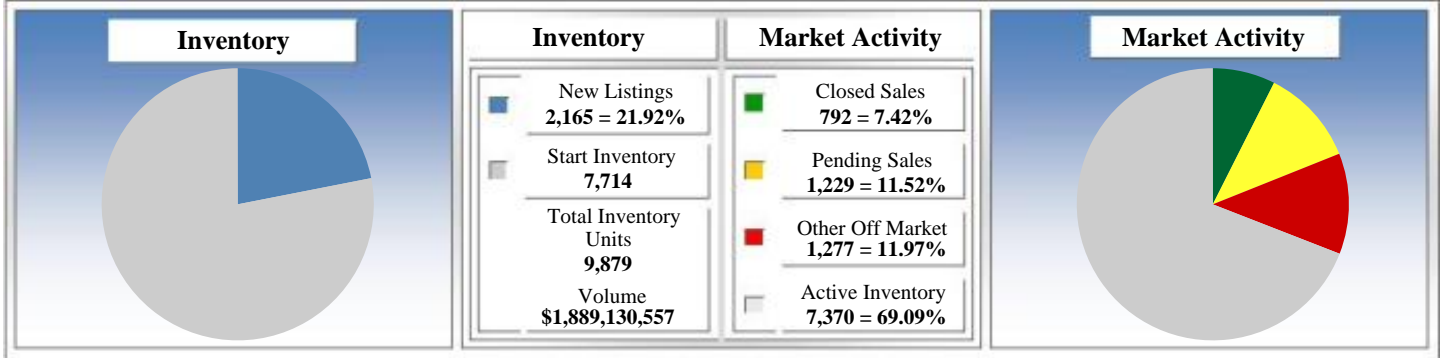 Inventory
Inventory
New Listings
2,165 = 21.92%
Start Inventory
7,714
Total Inventory
Units
9,879
Volume
$1,889,130,557
Market Activity
Closed Sales
792 = 7.42%
Pending Sales
1,229 = 11.52%
Other Off Market
1,277 = 11.97%
Active Inventory
7,370 = 69.09%
Market Activity